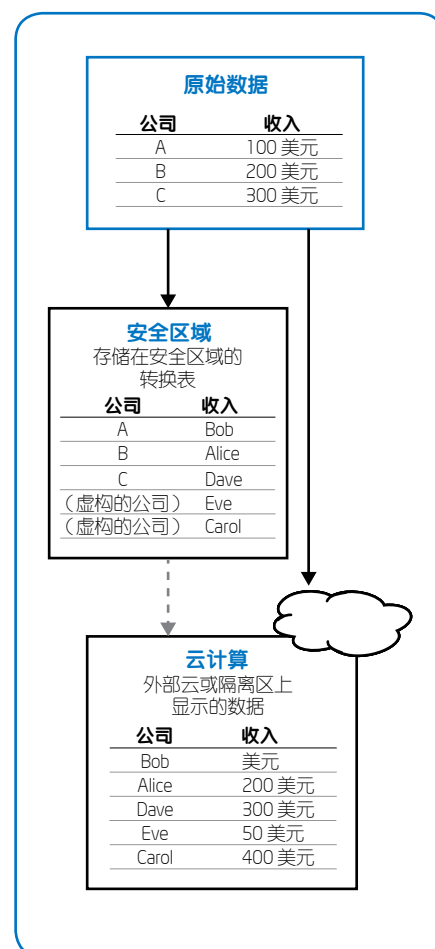 原始数据
公司 收入
A 100 美元
B 200 美元
C 300 美元
安全区域
存储在安全区域的
转换表
公司 收入
A Bob
B Alice
C Dave
（虚构的公司） Eve
（虚构的公司） Carol
云计算
外部云或隔离区上
显示的数据
公司 收入
Bob 美元
Alice 200 美元
Dave 300 美元
Eve 50 美元
Carol 400 美元